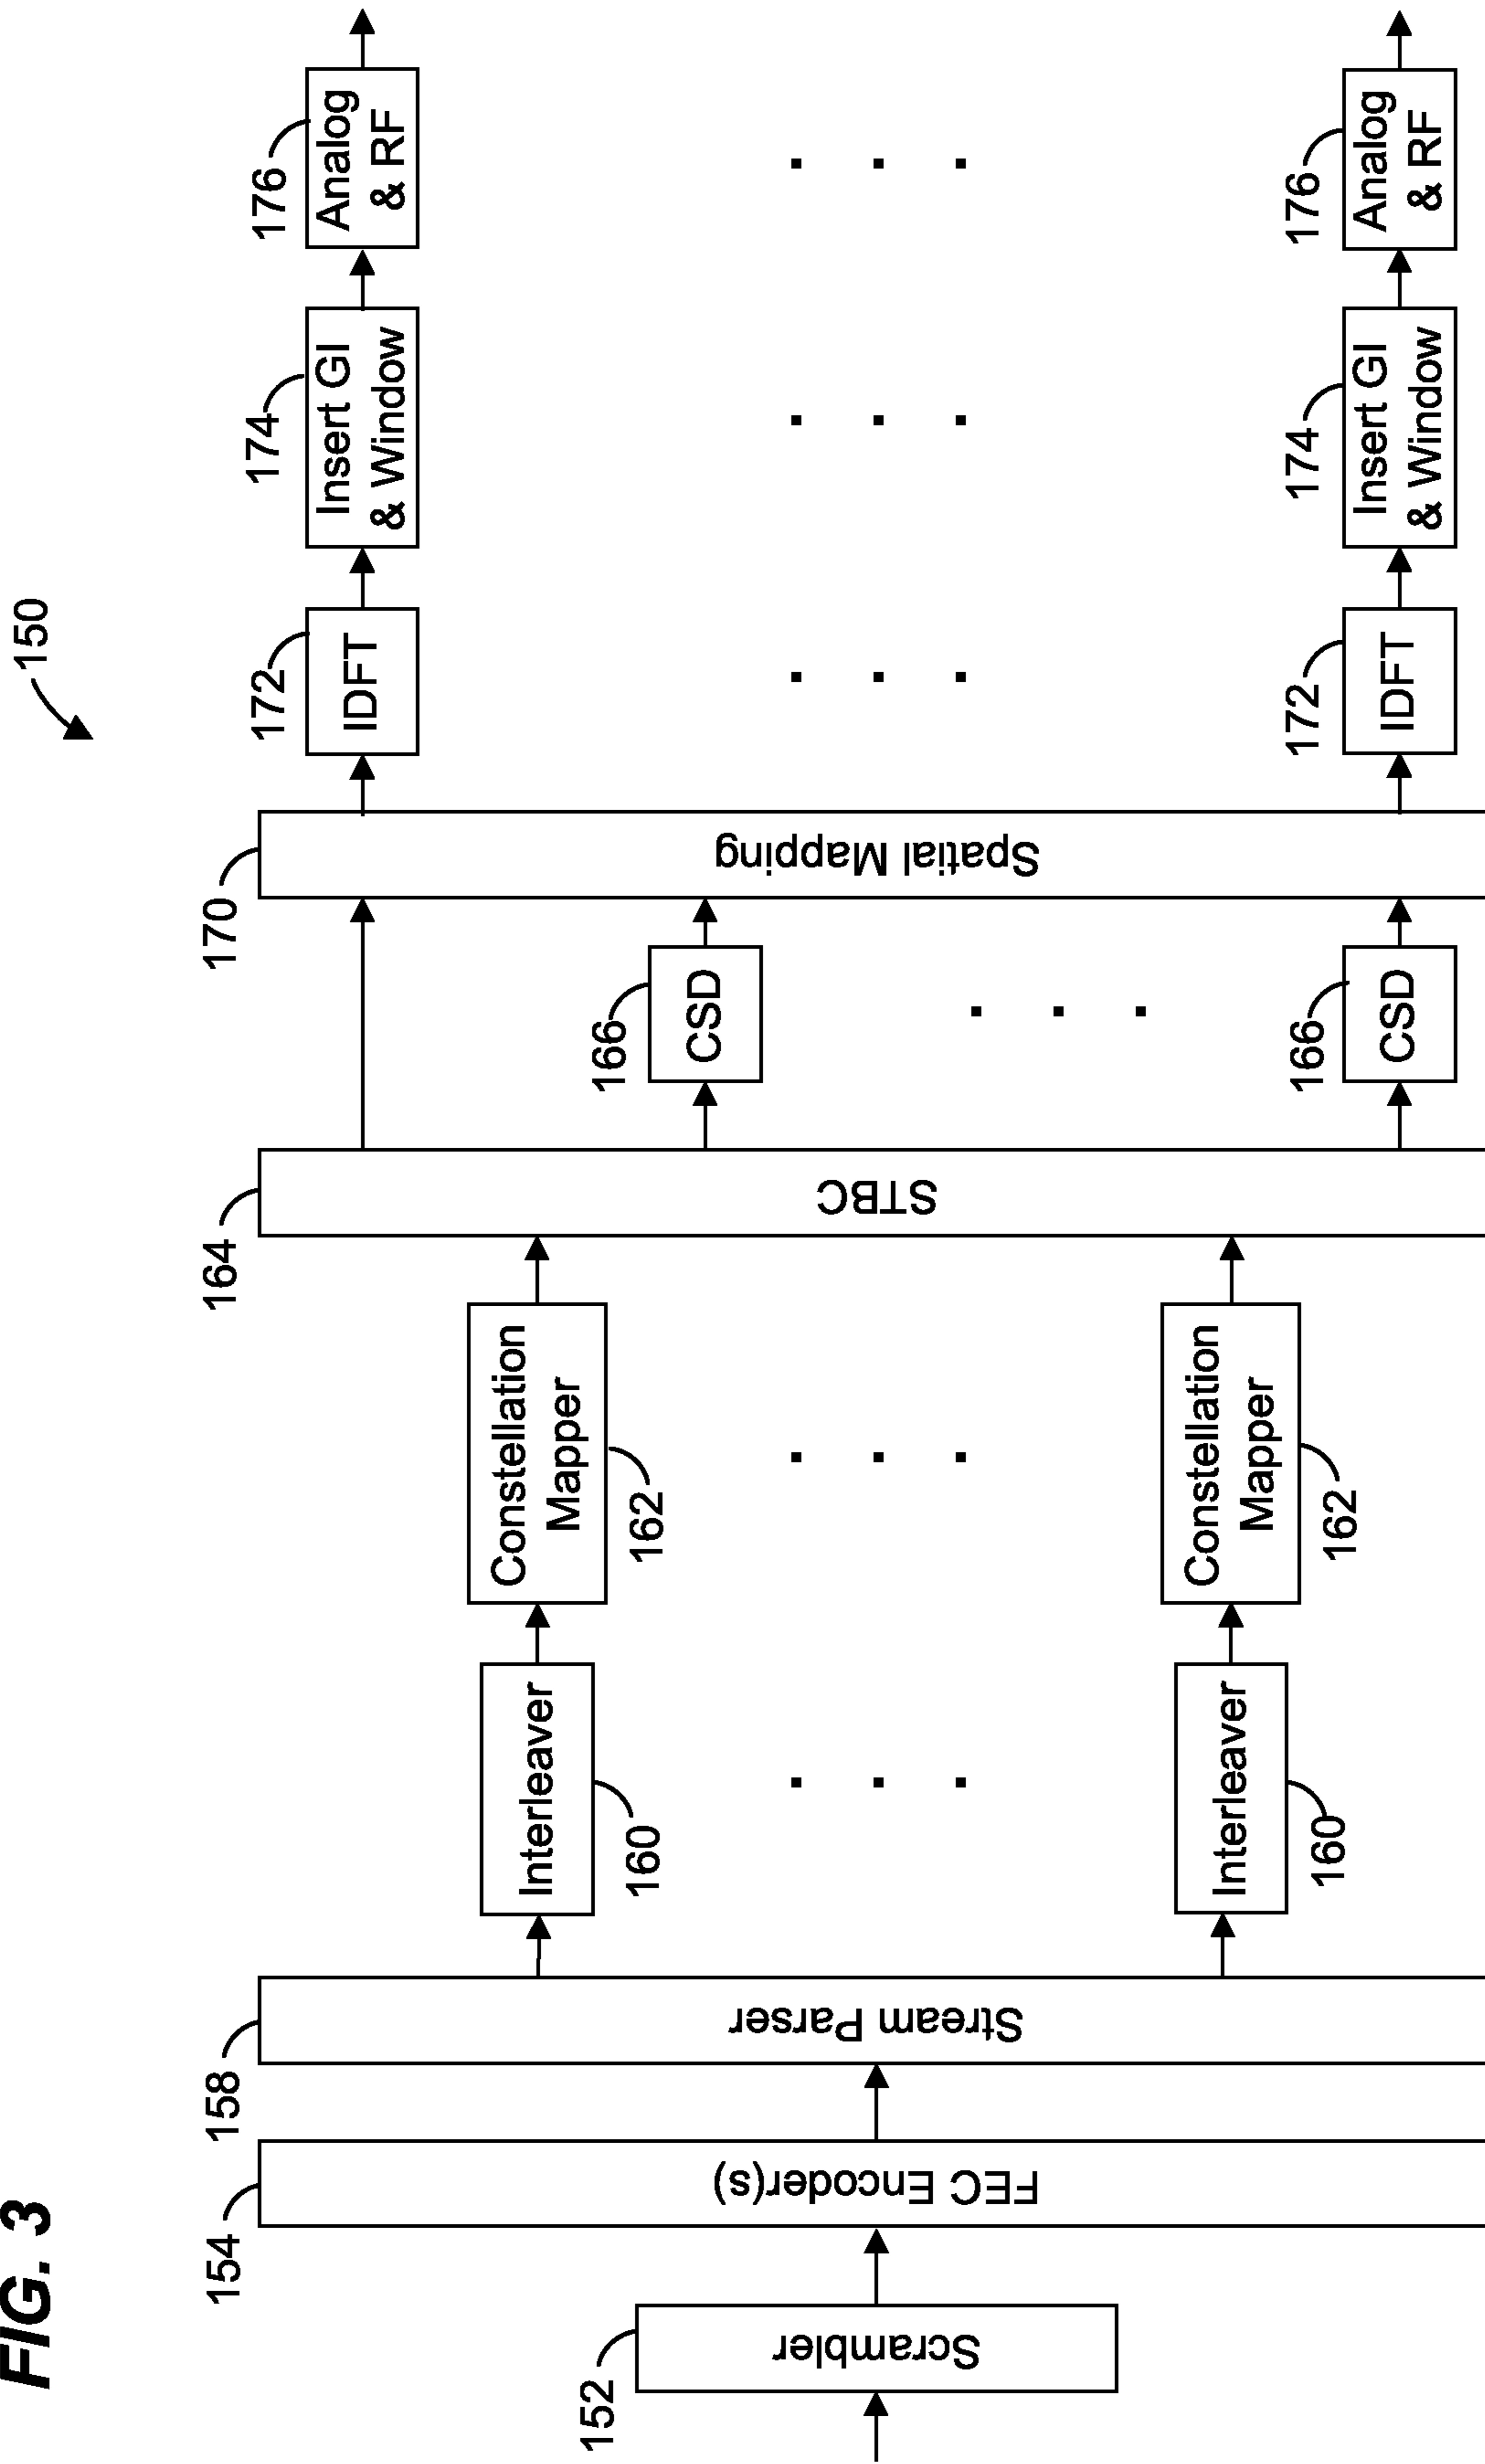 FIG. 3
150
152
Scrambler
154
FEC Encoder(s)
158
Stream Parser
Interleaver
160
Interleaver
160
Constellation
Mapper
162
Constellation
Mapper
162
164
STBC
166
CSD
166
CSD
170
Spatial Mapping
172
IDFT
172
IDFT
174
Insert GI
& Window
174
Insert GI
& Window
176
Analog
& RF
176
Analog
& RF